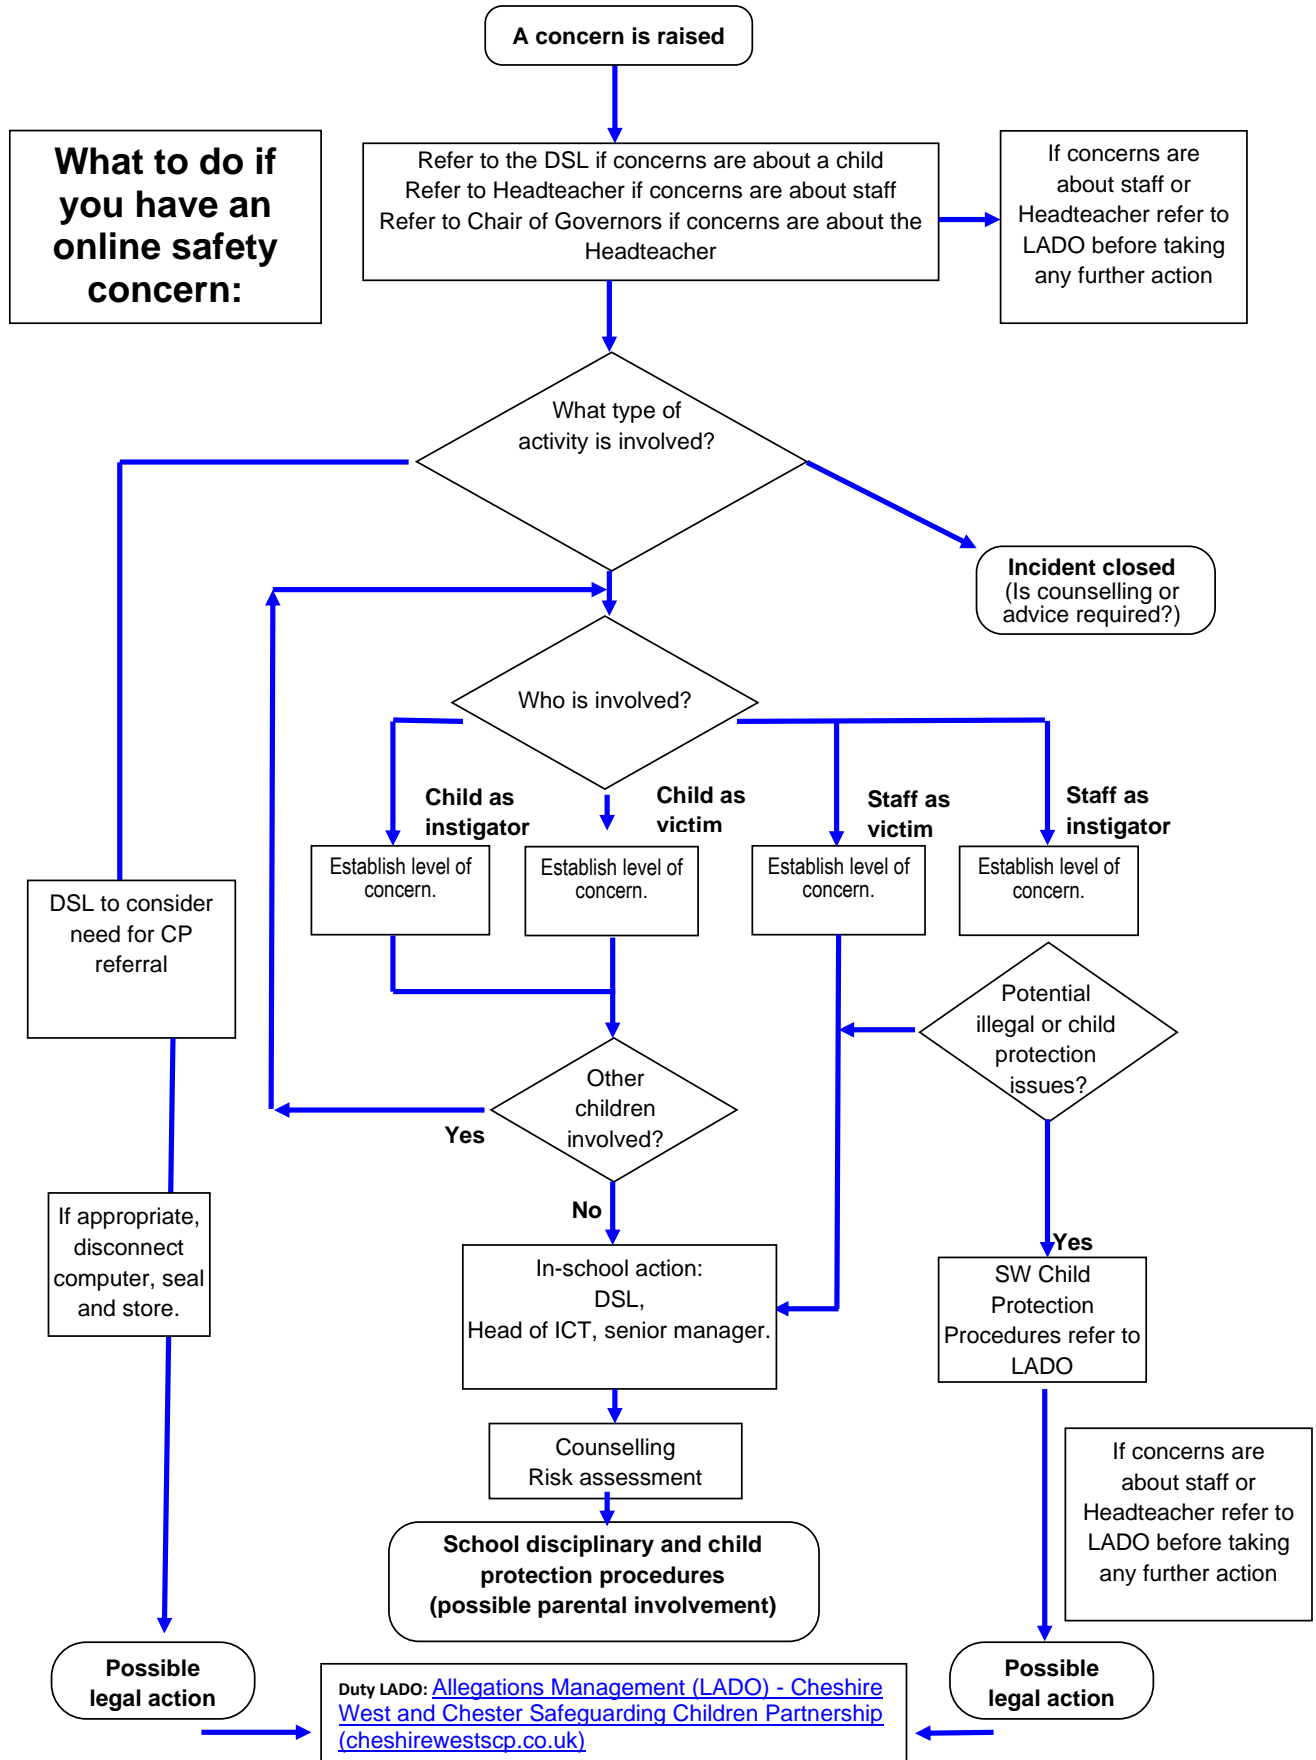 A concern is raised
What to do if
you have an
online safety
concern:
Refer to the DSL if concerns are about a child
Refer to Headteacher if concerns are about staff
Refer to Chair of Governors if concerns are about the
Headteacher
If concerns are
about staff or
Headteacher refer to
LADO before taking
any further action
What type of
activity is involved?
Incident closed
(Is counselling or
advice required?)
Who is involved?
Child as
instigator
Child as
victim
Staff as
victim
Staff as
instigator
Establish level of
concern.
Establish level of
concern.
Establish level of
concern.
Establish level of
concern.
DSL to consider
need for CP
referral
Potential
illegal or child
protection
issues?
Other
children
involved?
Yes
No
If appropriate,
disconnect
computer, seal
and store.
In-school action:
DSL,
Head of ICT, senior manager.
Yes
SW Child
Protection
Procedures refer to
LADO
Counselling
Risk assessment
If concerns are
about staff or
Headteacher refer to
LADO before taking
any further action
School disciplinary and child
protection procedures
(possible parental involvement)
Possible
legal action
Possible
legal action
Duty LADO: Allegations Management (LADO) - Cheshire
West and Chester Safeguarding Children Partnership
(cheshirewestscp.co.uk)